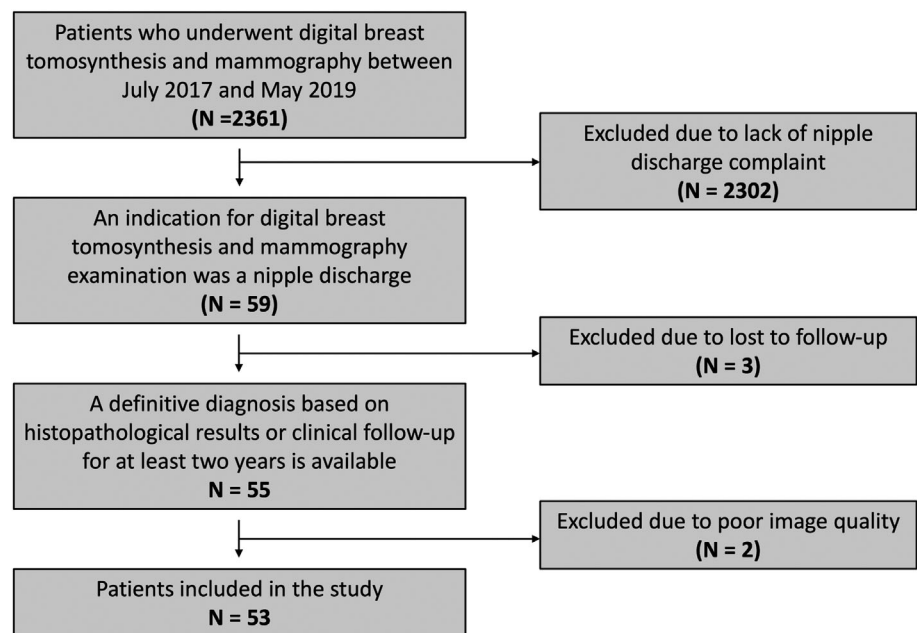 Patients who underwent digital breast
tomosynthesis and mammography between
July 2017 and May 2019
(N =2361)
Excluded due to lack of nipple
discharge complaint
(N = 2302)
An indication for digital breast
tomosynthesis and mammography
examination was a nipple discharge
(N = 59)
Excluded due to lost to follow-up
(N = 3)
A definitive diagnosis based on
histopathological results or clinical follow-up
for at least two years is available
N = 55
Excluded due to poor image quality
(N = 2)
Patients included in the study
N = 53